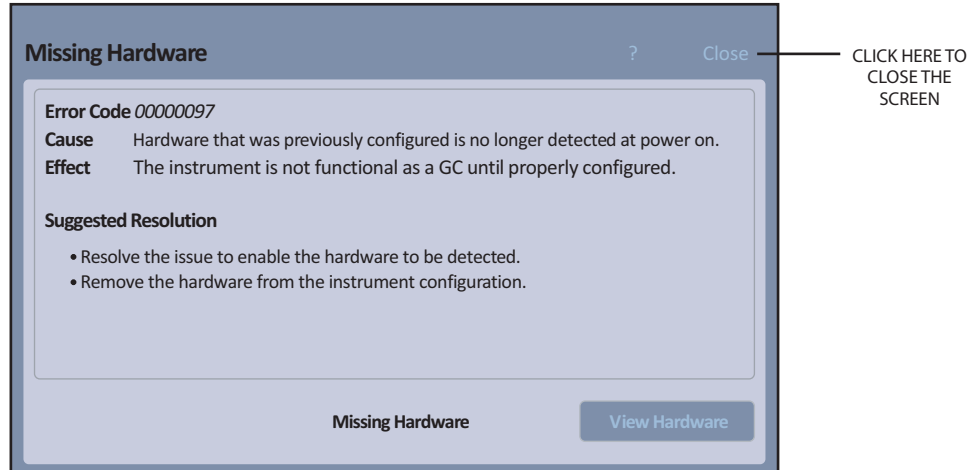 Missing Hardware ? Close
CLICK HERE TO
CLOSE THE
SCREEN
Error Code 00000097
Cause Hardware that was previously configured is no longer detected at power on.
Effect The instrument is not functional as a GC until properly configured.
Suggested Resolution
• Resolve the issue to enable the hardware to be detected.
• Remove the hardware from the instrument configuration.
Missing Hardware View Hardware